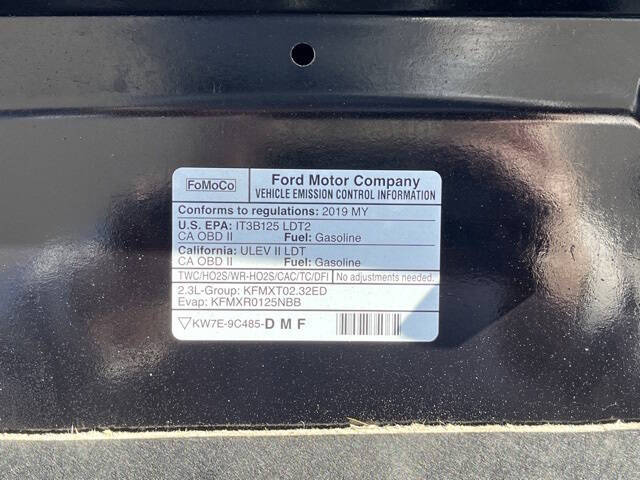 FoMoCo
Ford Motor Company
VEHICLE EMISSION CONTROL INFORMATION
Conforms to regulations: 2019 MY
U.S. EPA: IT3B125 LDT2
CA OBD II Fuel: Gasoline
California: ULEV II LDT
CA OBD II Fuel: Gasoline
TWC/HO2S/WR-HO2S/CAC/TC/DFI No adjustments needed.
2.3L-Group: KFMXT02.32ED
Evap: KFMXR0125NBB
KW7E-9C485-D M F